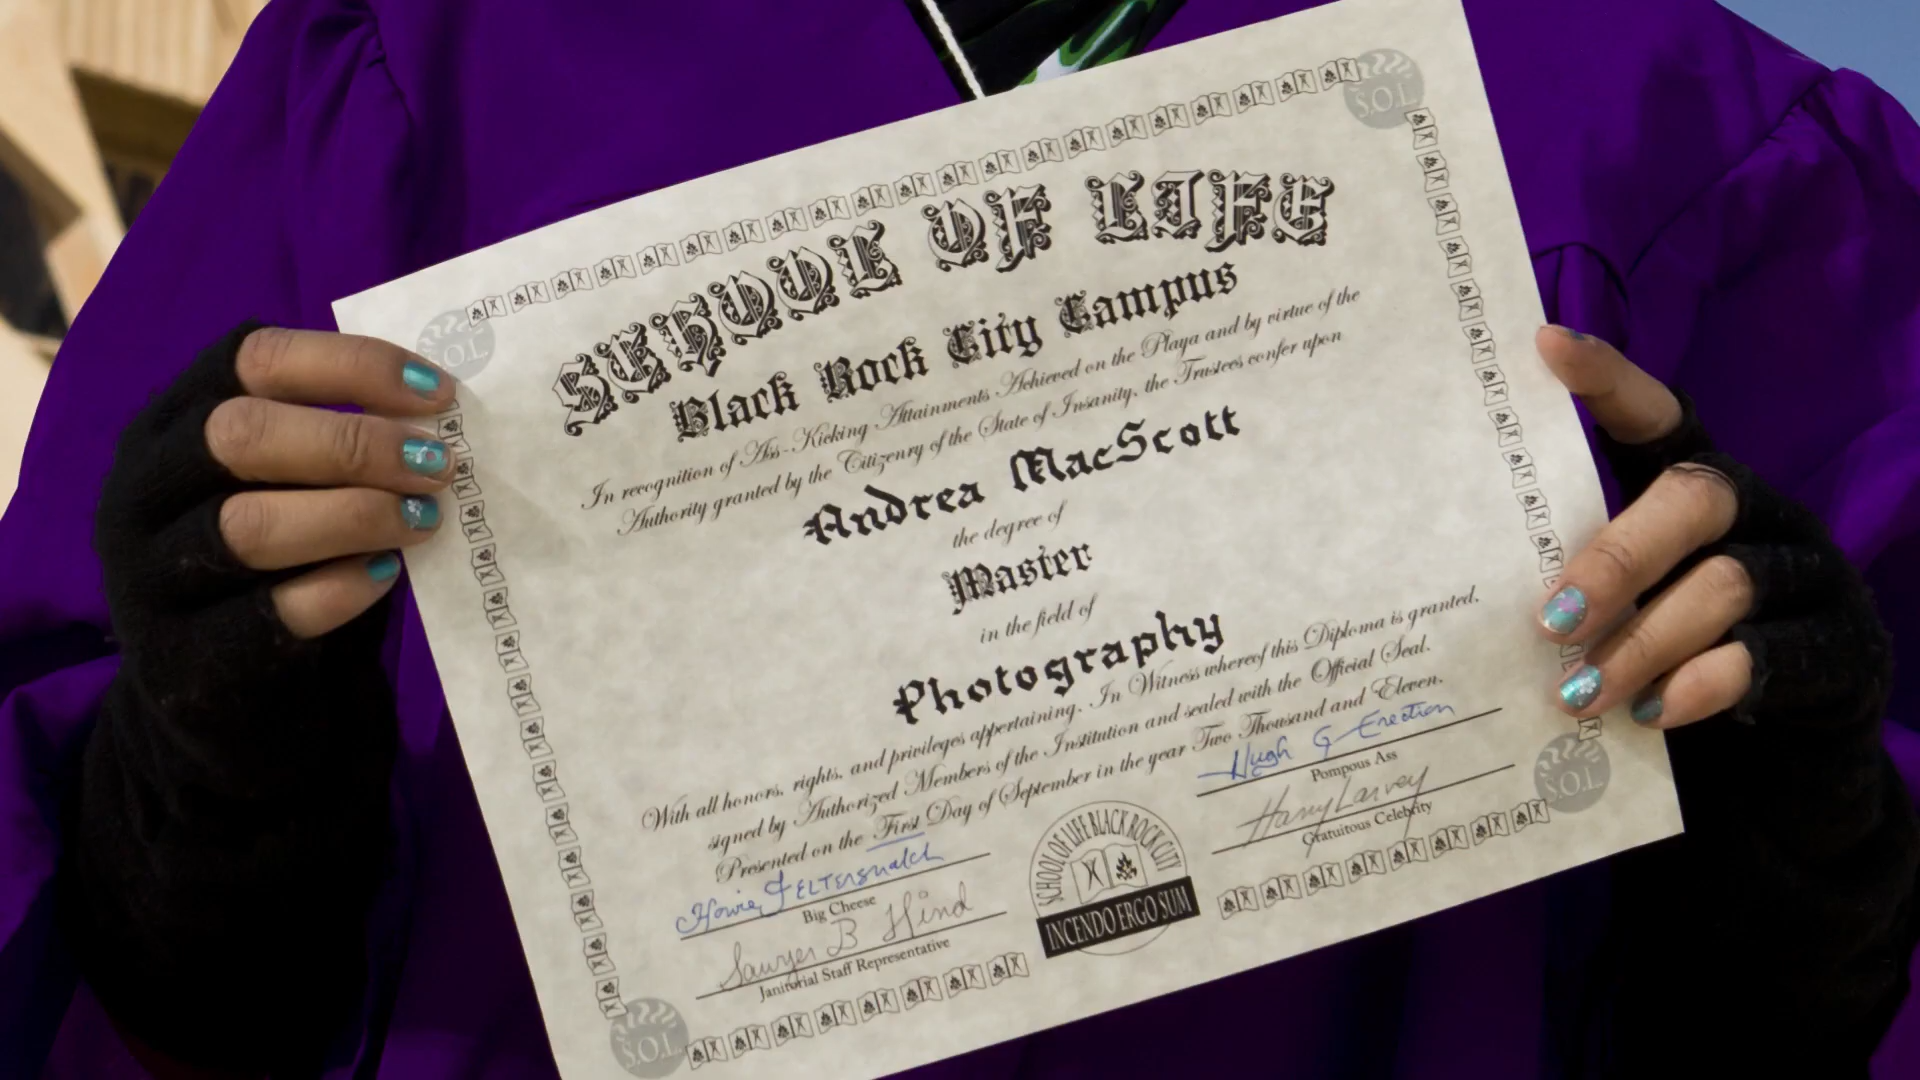 S.O.L
SCHOOL OF LIFE
Black Rock City Campus
In recognition of Ass-Kicking Attainments Achieved on the Playa and by virtue of the
Authority granted by the Citizenry of the State of Insanity, the Trustees confer upon
Andrea MacScott
the degree of
Master
in the field of
Photography
With all honors, rights, and privileges appertaining. In Witness whereof this Diploma is granted,
signed by Authorized Members of the Institution and sealed with the Official Seal.
Presented on the First Day of September in the year Two Thousand and Eleven.
Howie Feltersnatch
Big Cheese
Sawyer B Hind
Janitorial Staff Representative
Hugh G Erection
Pompous Ass
Harry Larvey
Gratuitous Celebrity
SCHOOL OF LIFE BLACK ROCK CITY
INCENDO ERGO SUM
S.O.L
S.O.L
S.O.L